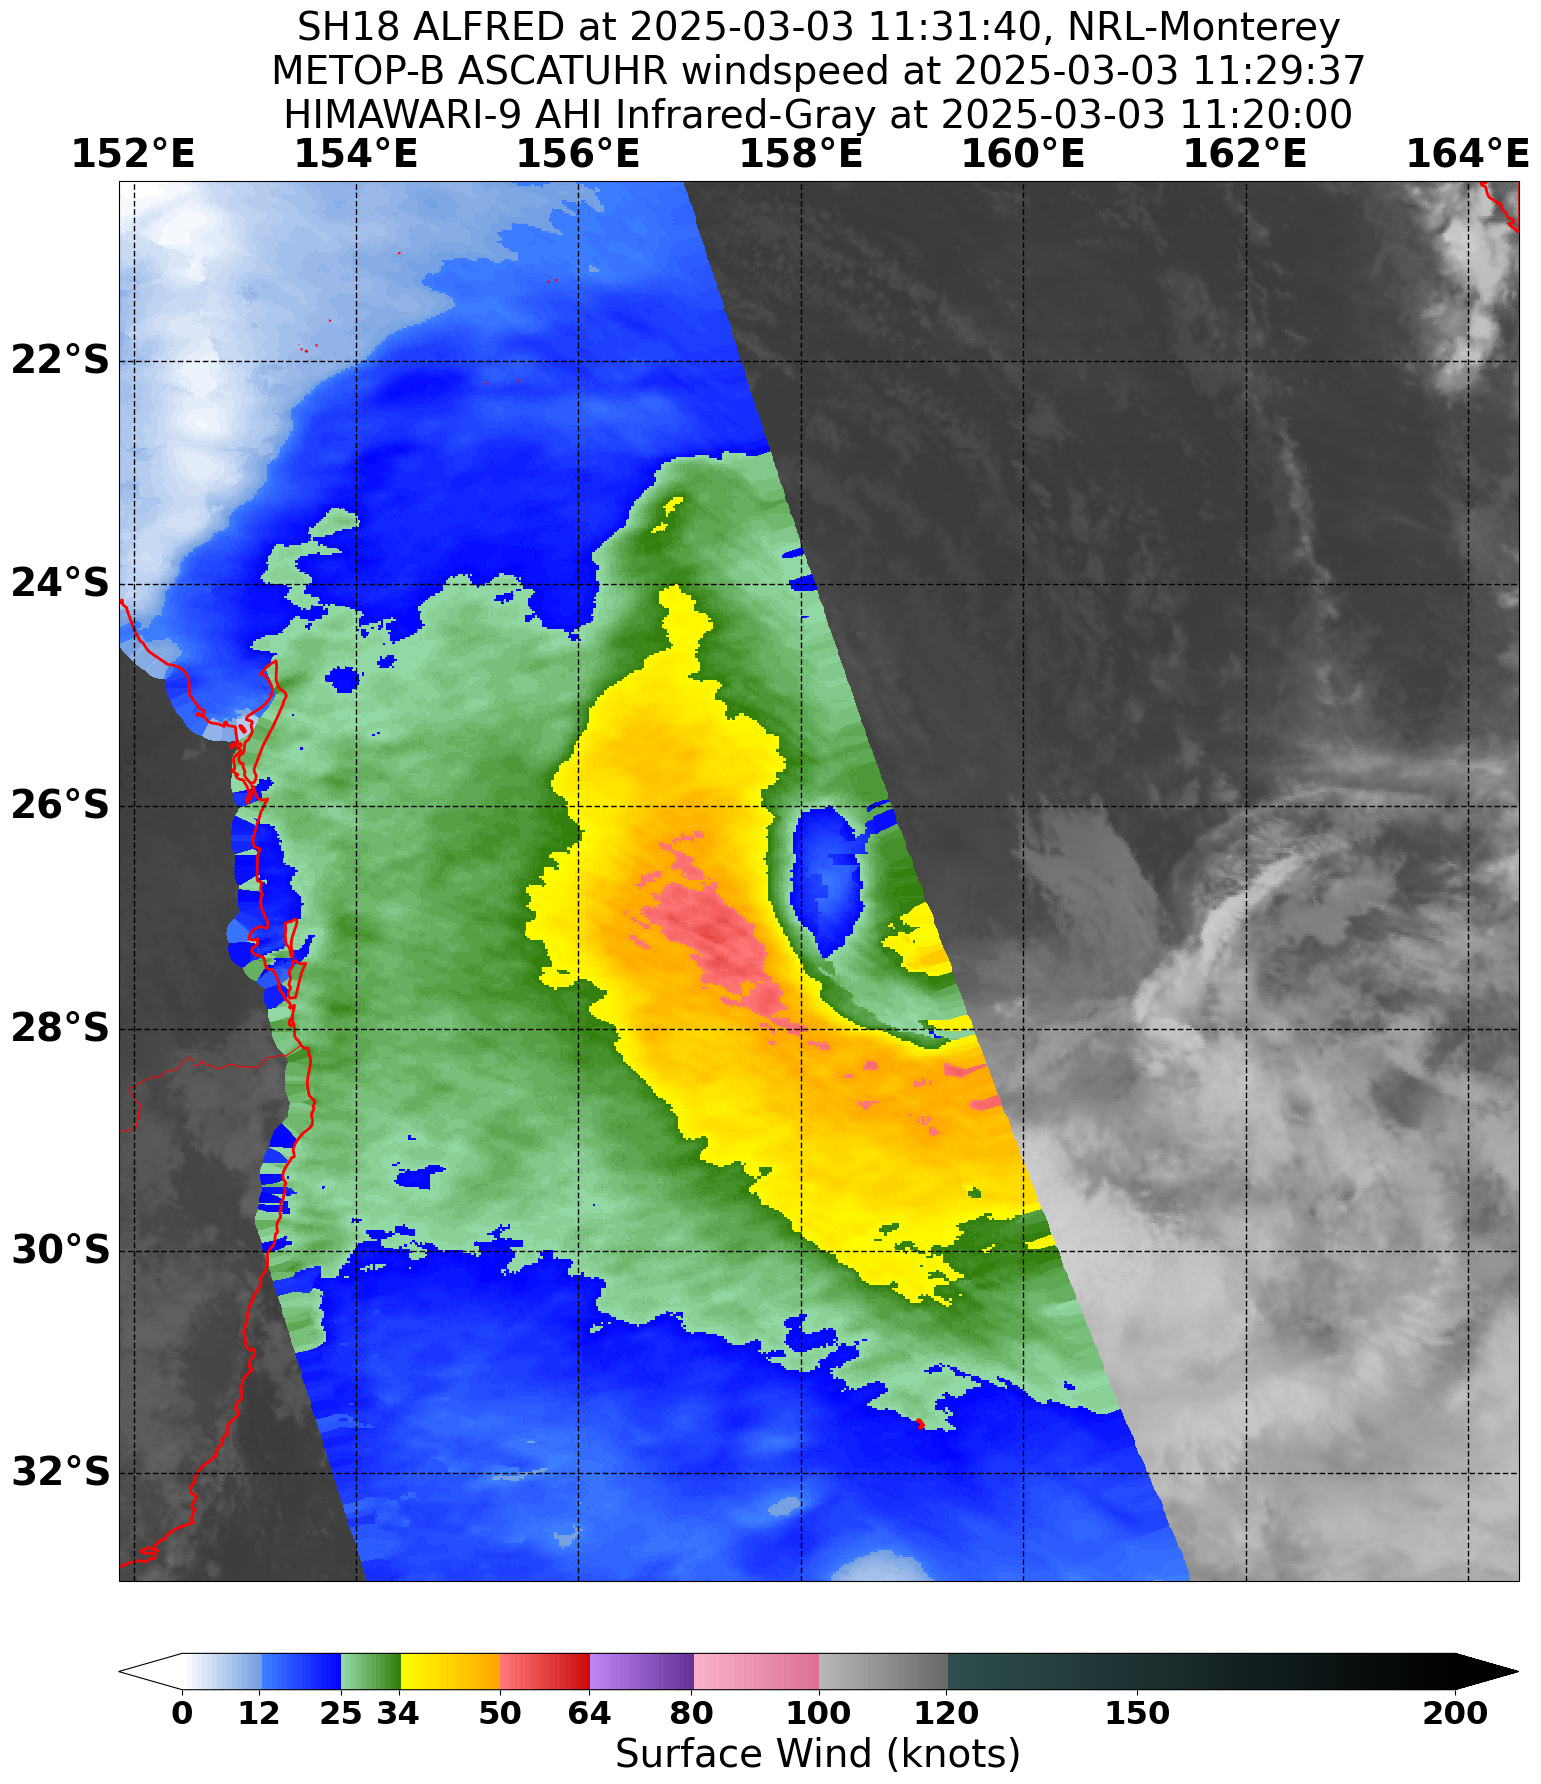 SH18 ALFRED at 2025-03-03 11:31:40, NRL-Monterey
METOP-B ASCATUHR windspeed at 2025-03-03 11:29:37
HIMAWARI-9 AHI Infrared-Gray at 2025-03-03 11:20:00
152°E 154°E 156°E 158°E 160°E 162°E 164°E
22°S
24°S
26°S
28°S
30°S
32°S
0 12 25 34 50 64 80 100 120 150 200
Surface Wind (knots)